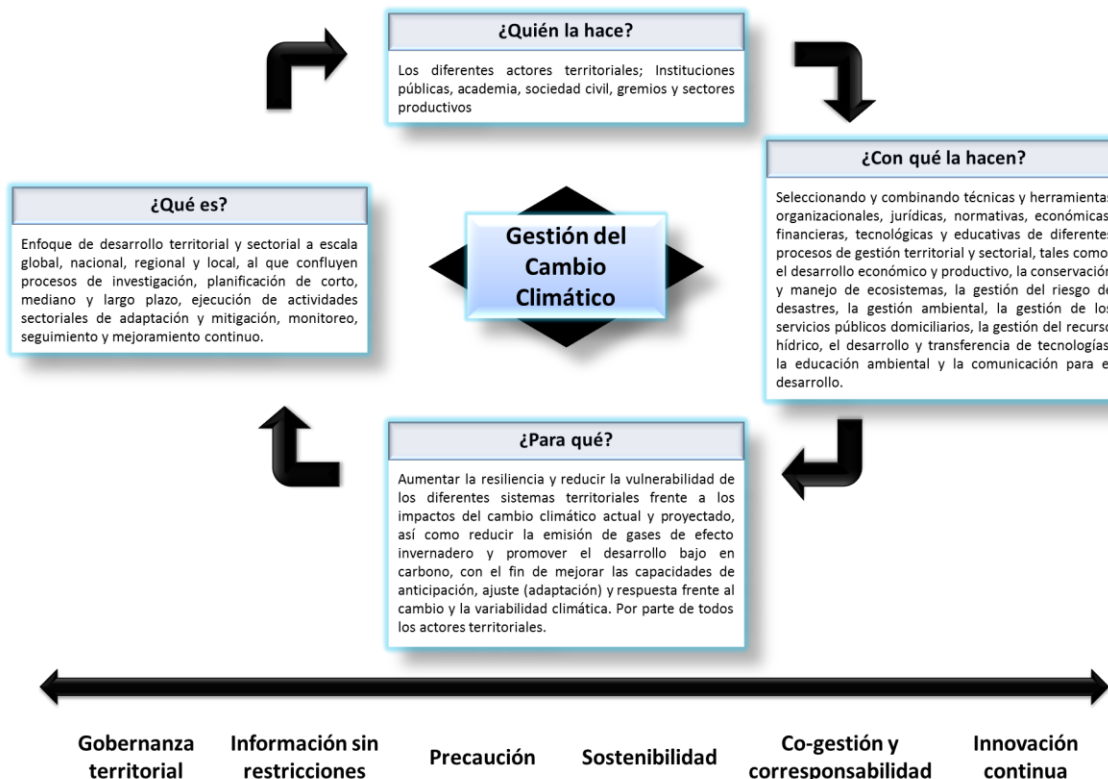 ¿Quién la hace?
Los diferentes actores territoriales; Instituciones
públicas, academia, sociedad civil, gremios y sectores
productivos
¿Con qué la hacen?
Seleccionando y combinando técnicas y herramientas
organizacionales, jurídicas, normativas, económicas
financieras, tecnológicas y educativas de diferentes
procesos de gestión territorial y sectorial, tales como
el desarrollo económico y productivo, la conservación
y manejo de ecosistemas, la gestión del riesgo de
desastres, la gestión ambiental, la gestión de los
servicios públicos domiciliarios, la gestión del recurso
hídrico, el desarrollo y transferencia de tecnologías
la educación ambiental y la comunicación para e
desarrollo.
¿Qué es?
Enfoque de desarrollo territorial y sectorial a escala
global, nacional, regional y local, al que confluyen
procesos de investigación, planificación de corto,
mediano y largo plazo, ejecución de actividades
sectoriales de adaptación y mitigación, monitoreo,
seguimiento y mejoramiento continuo.
Gestión del
Cambio
Climático
¿Para qué?
Aumentar la resiliencia y reducir la vulnerabilidad de
los diferentes sistemas territoriales frente a los
impactos del cambio climático actual y proyectado,
así como reducir la emisión de gases de efecto
invernadero y promover el desarrollo bajo en
carbono, con el fin de mejorar las capacidades de
anticipación, ajuste (adaptación) y respuesta frente al
cambio y la variabilidad climática. Por parte de todos
los actores territoriales.
Gobernanza
territorial
Información sin
restricciones
Precaución
Sostenibilidad
Co-gestión y
corresponsabilidad
Innovación
continua